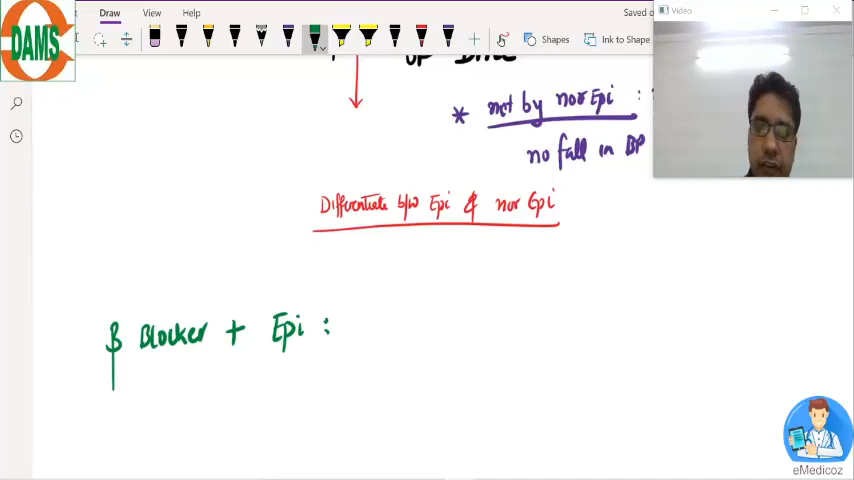 Draw
View
Help
Saved o
Video
DAMS
Shapes
Ink to Shape
* not by nor Epi :
no fall in BP
Differentiate b/w Epi & nor Epi
β Blocker + Epi :
eMedicoz